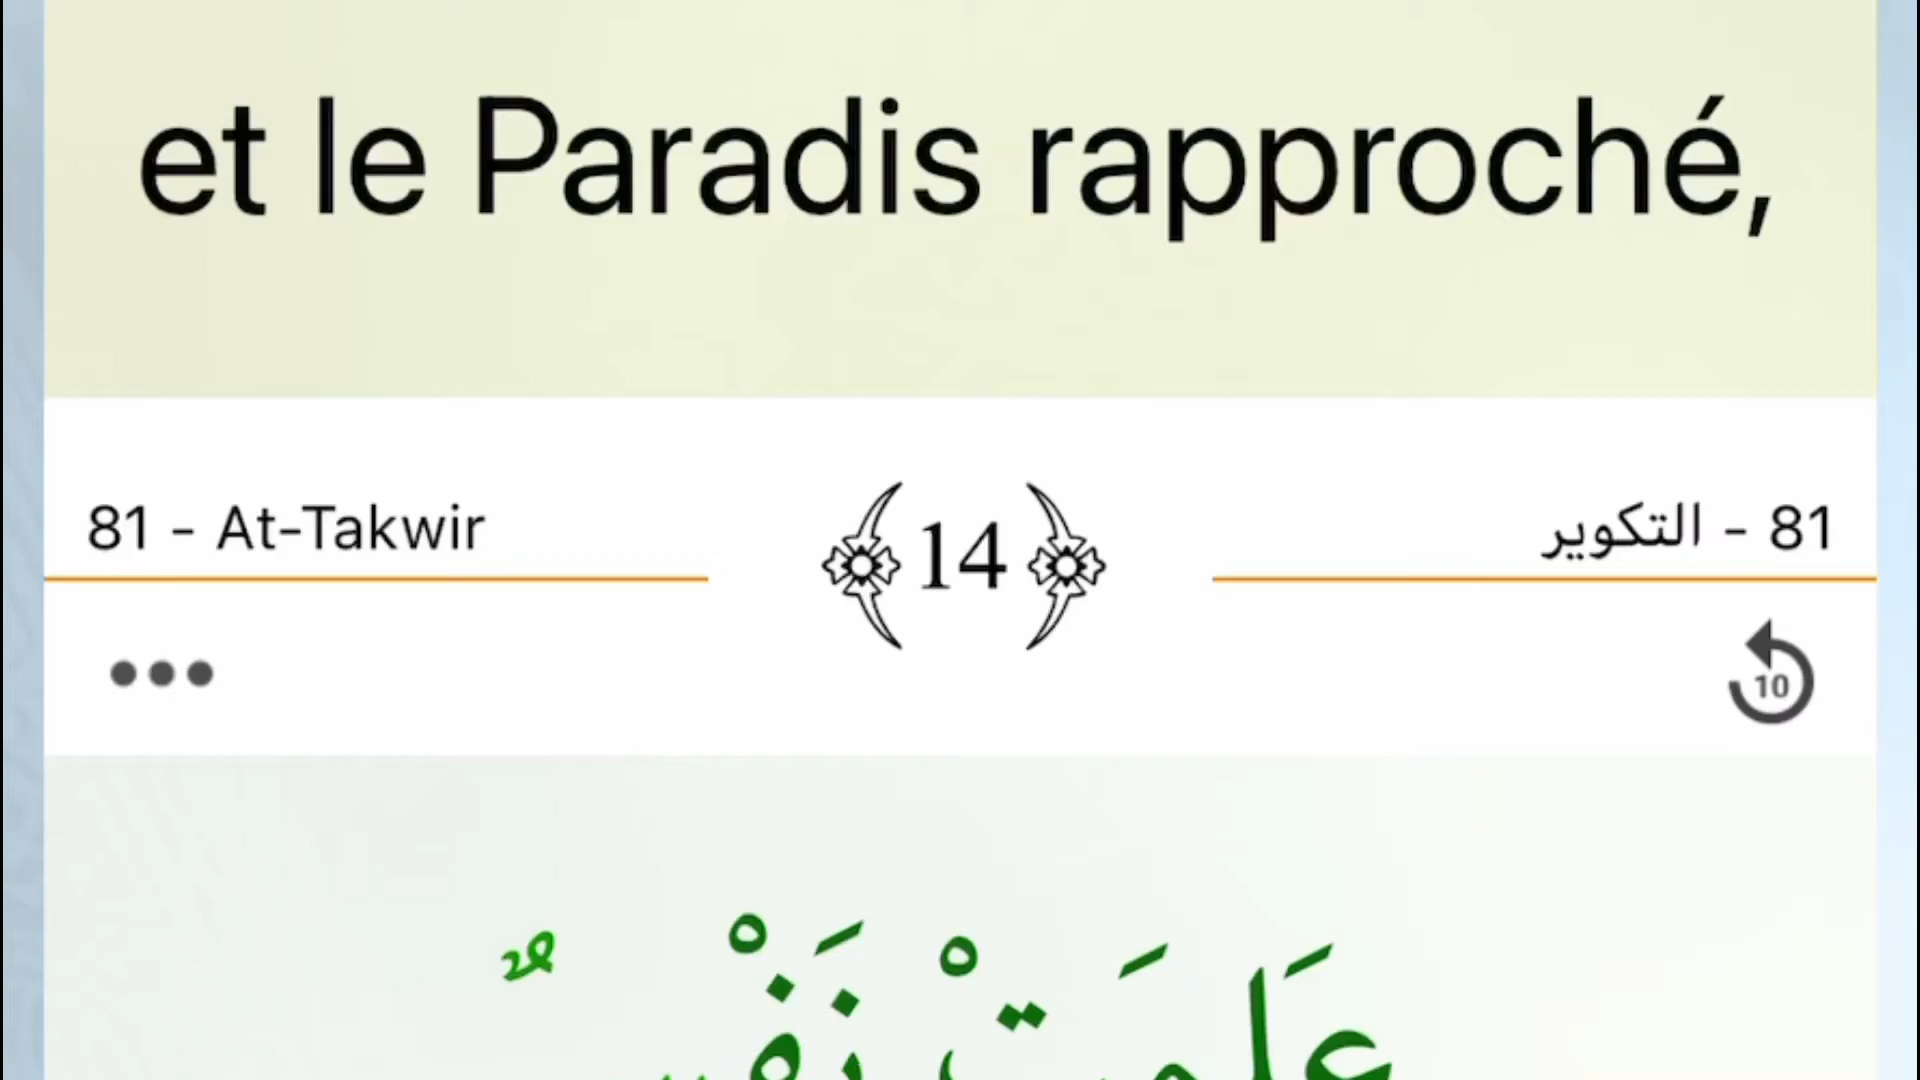 et le Paradis rapproché,
81 - At-Takwir
14
81 - التكوير
10
عَلِمَتْ نَفْسٌ